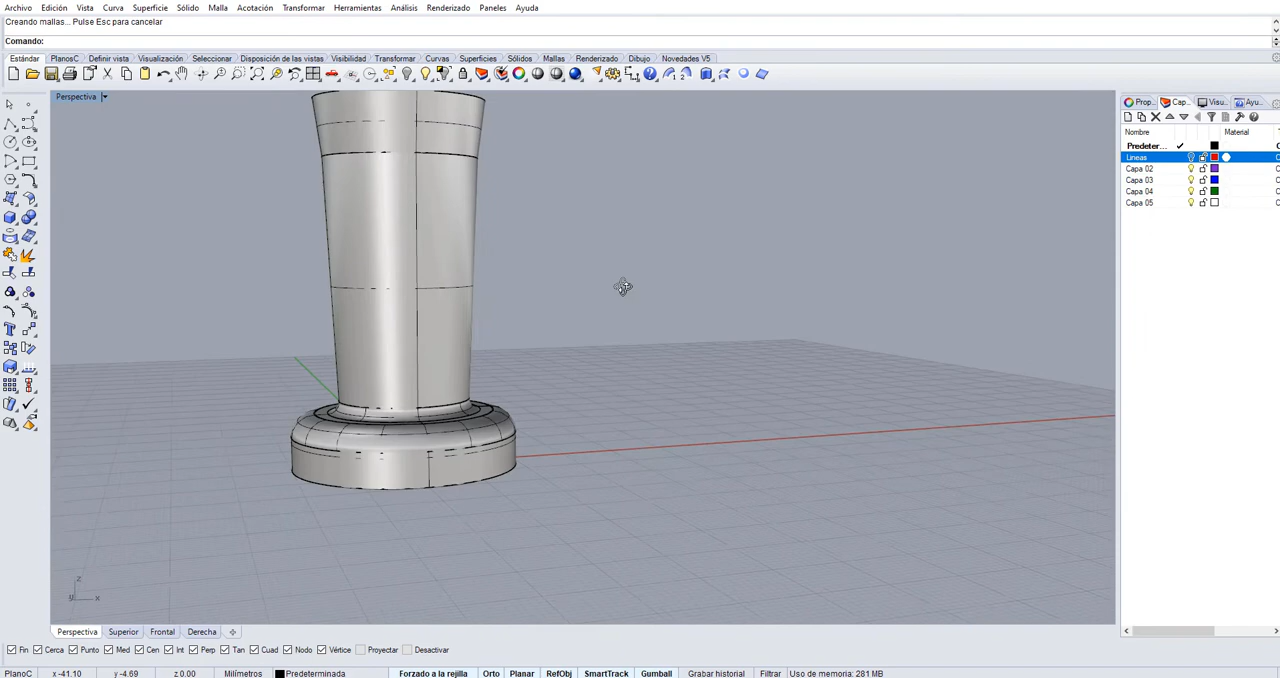 Archivo Edición Vista Curva Superficie Sólido Malla Acotación Transformar Herramientas Análisis Renderizado Paneles Ayuda
Creando mallas... Pulse Esc para cancelar
Comando:
Estándar PlanosC Definir vista Visualización Seleccionar Disposición de las vistas Visibilidad Transformar Curvas Superficies Sólidos Mallas Renderizado Dibujo Novedades V5
Perspectiva
Prop... Cap... Visu... Ayu...
Nombre Material
Predeter...
Lineas
Capa 02
Capa 03
Capa 04
Capa 05
z
y x
Perspectiva Superior Frontal Derecha
Fin Cerca Punto Med Cen Int Perp Tan Cuad Nodo Vértice Proyectar Desactivar
PlanoC x -41.10 y -4.69 z 0.00 Milímetros Predeterminada Forzado a la rejilla Orto Planar RefObj SmartTrack Gumball Grabar historial Filtrar Uso de memoria: 281 MB